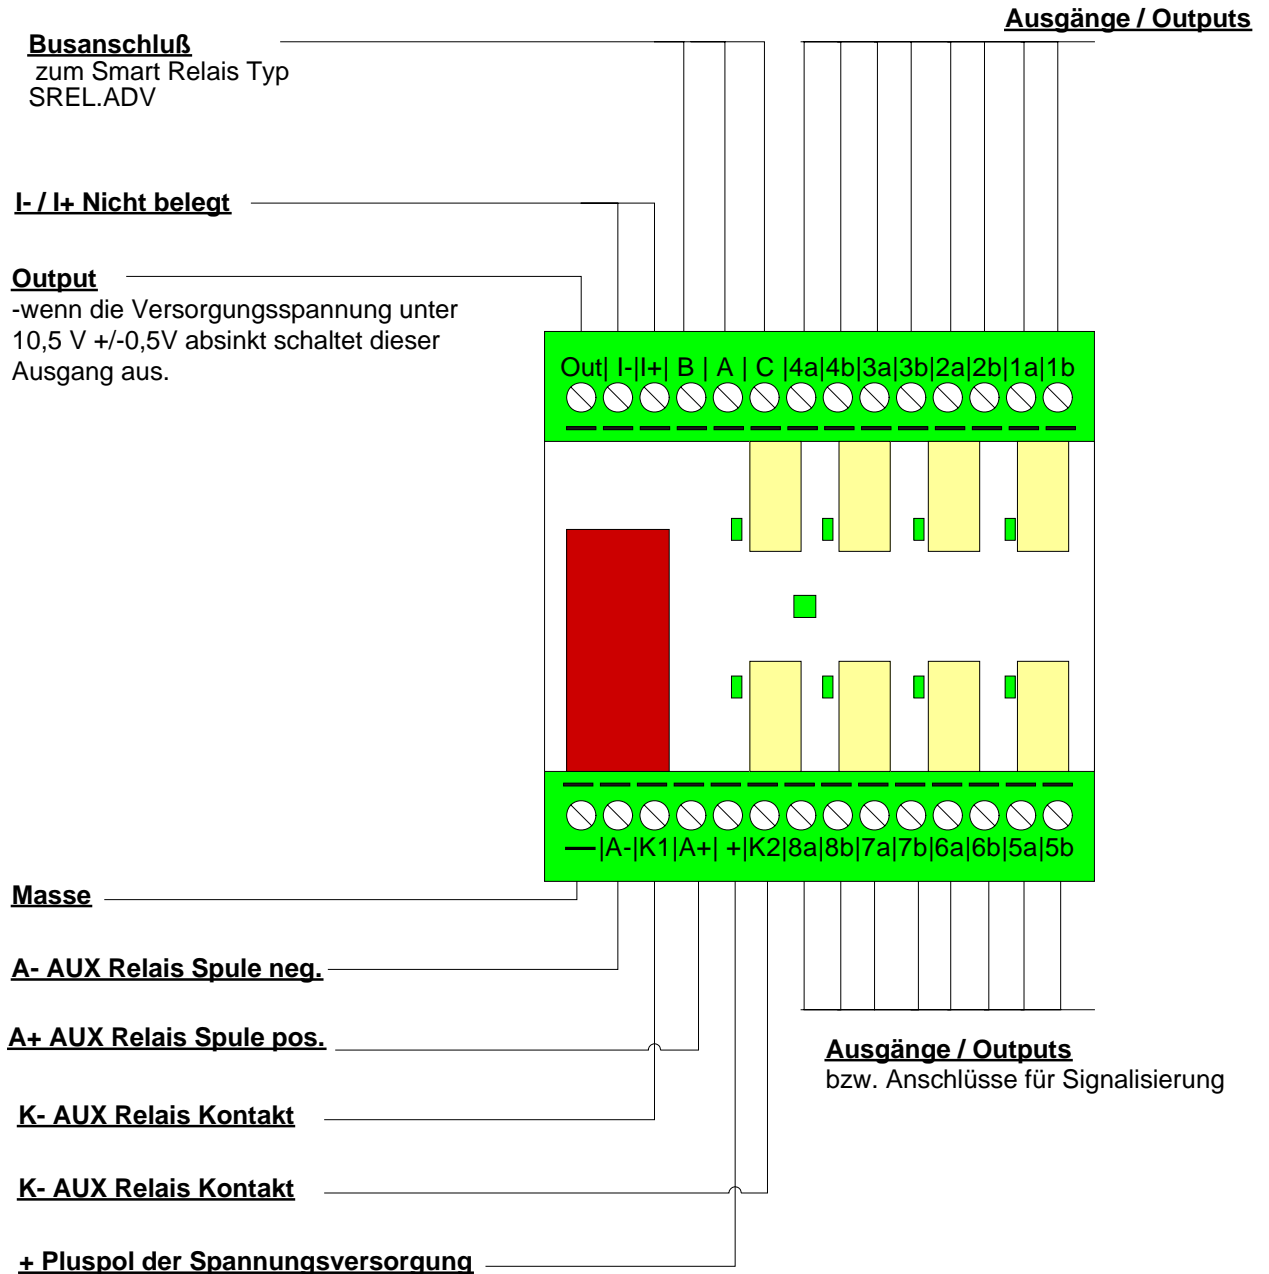 Ausgänge / Outputs
Busanschluß
zum Smart Relais Typ
SREL.ADV
I- / I+ Nicht belegt
Output
-wenn die Versorgungsspannung unter
10,5 V +/-0,5V absinkt schaltet dieser
Ausgang aus.
Out| I-|I+| B | A | C |4a|4b|3a|3b|2a|2b|1a|1b
—|A-|K1|A+| +|K2|8a|8b|7a|7b|6a|6b|5a|5b
Masse
A- AUX Relais Spule neg.
A+ AUX Relais Spule pos.
Ausgänge / Outputs
bzw. Anschlüsse für Signalisierung
K- AUX Relais Kontakt
K- AUX Relais Kontakt
+ Pluspol der Spannungsversorgung